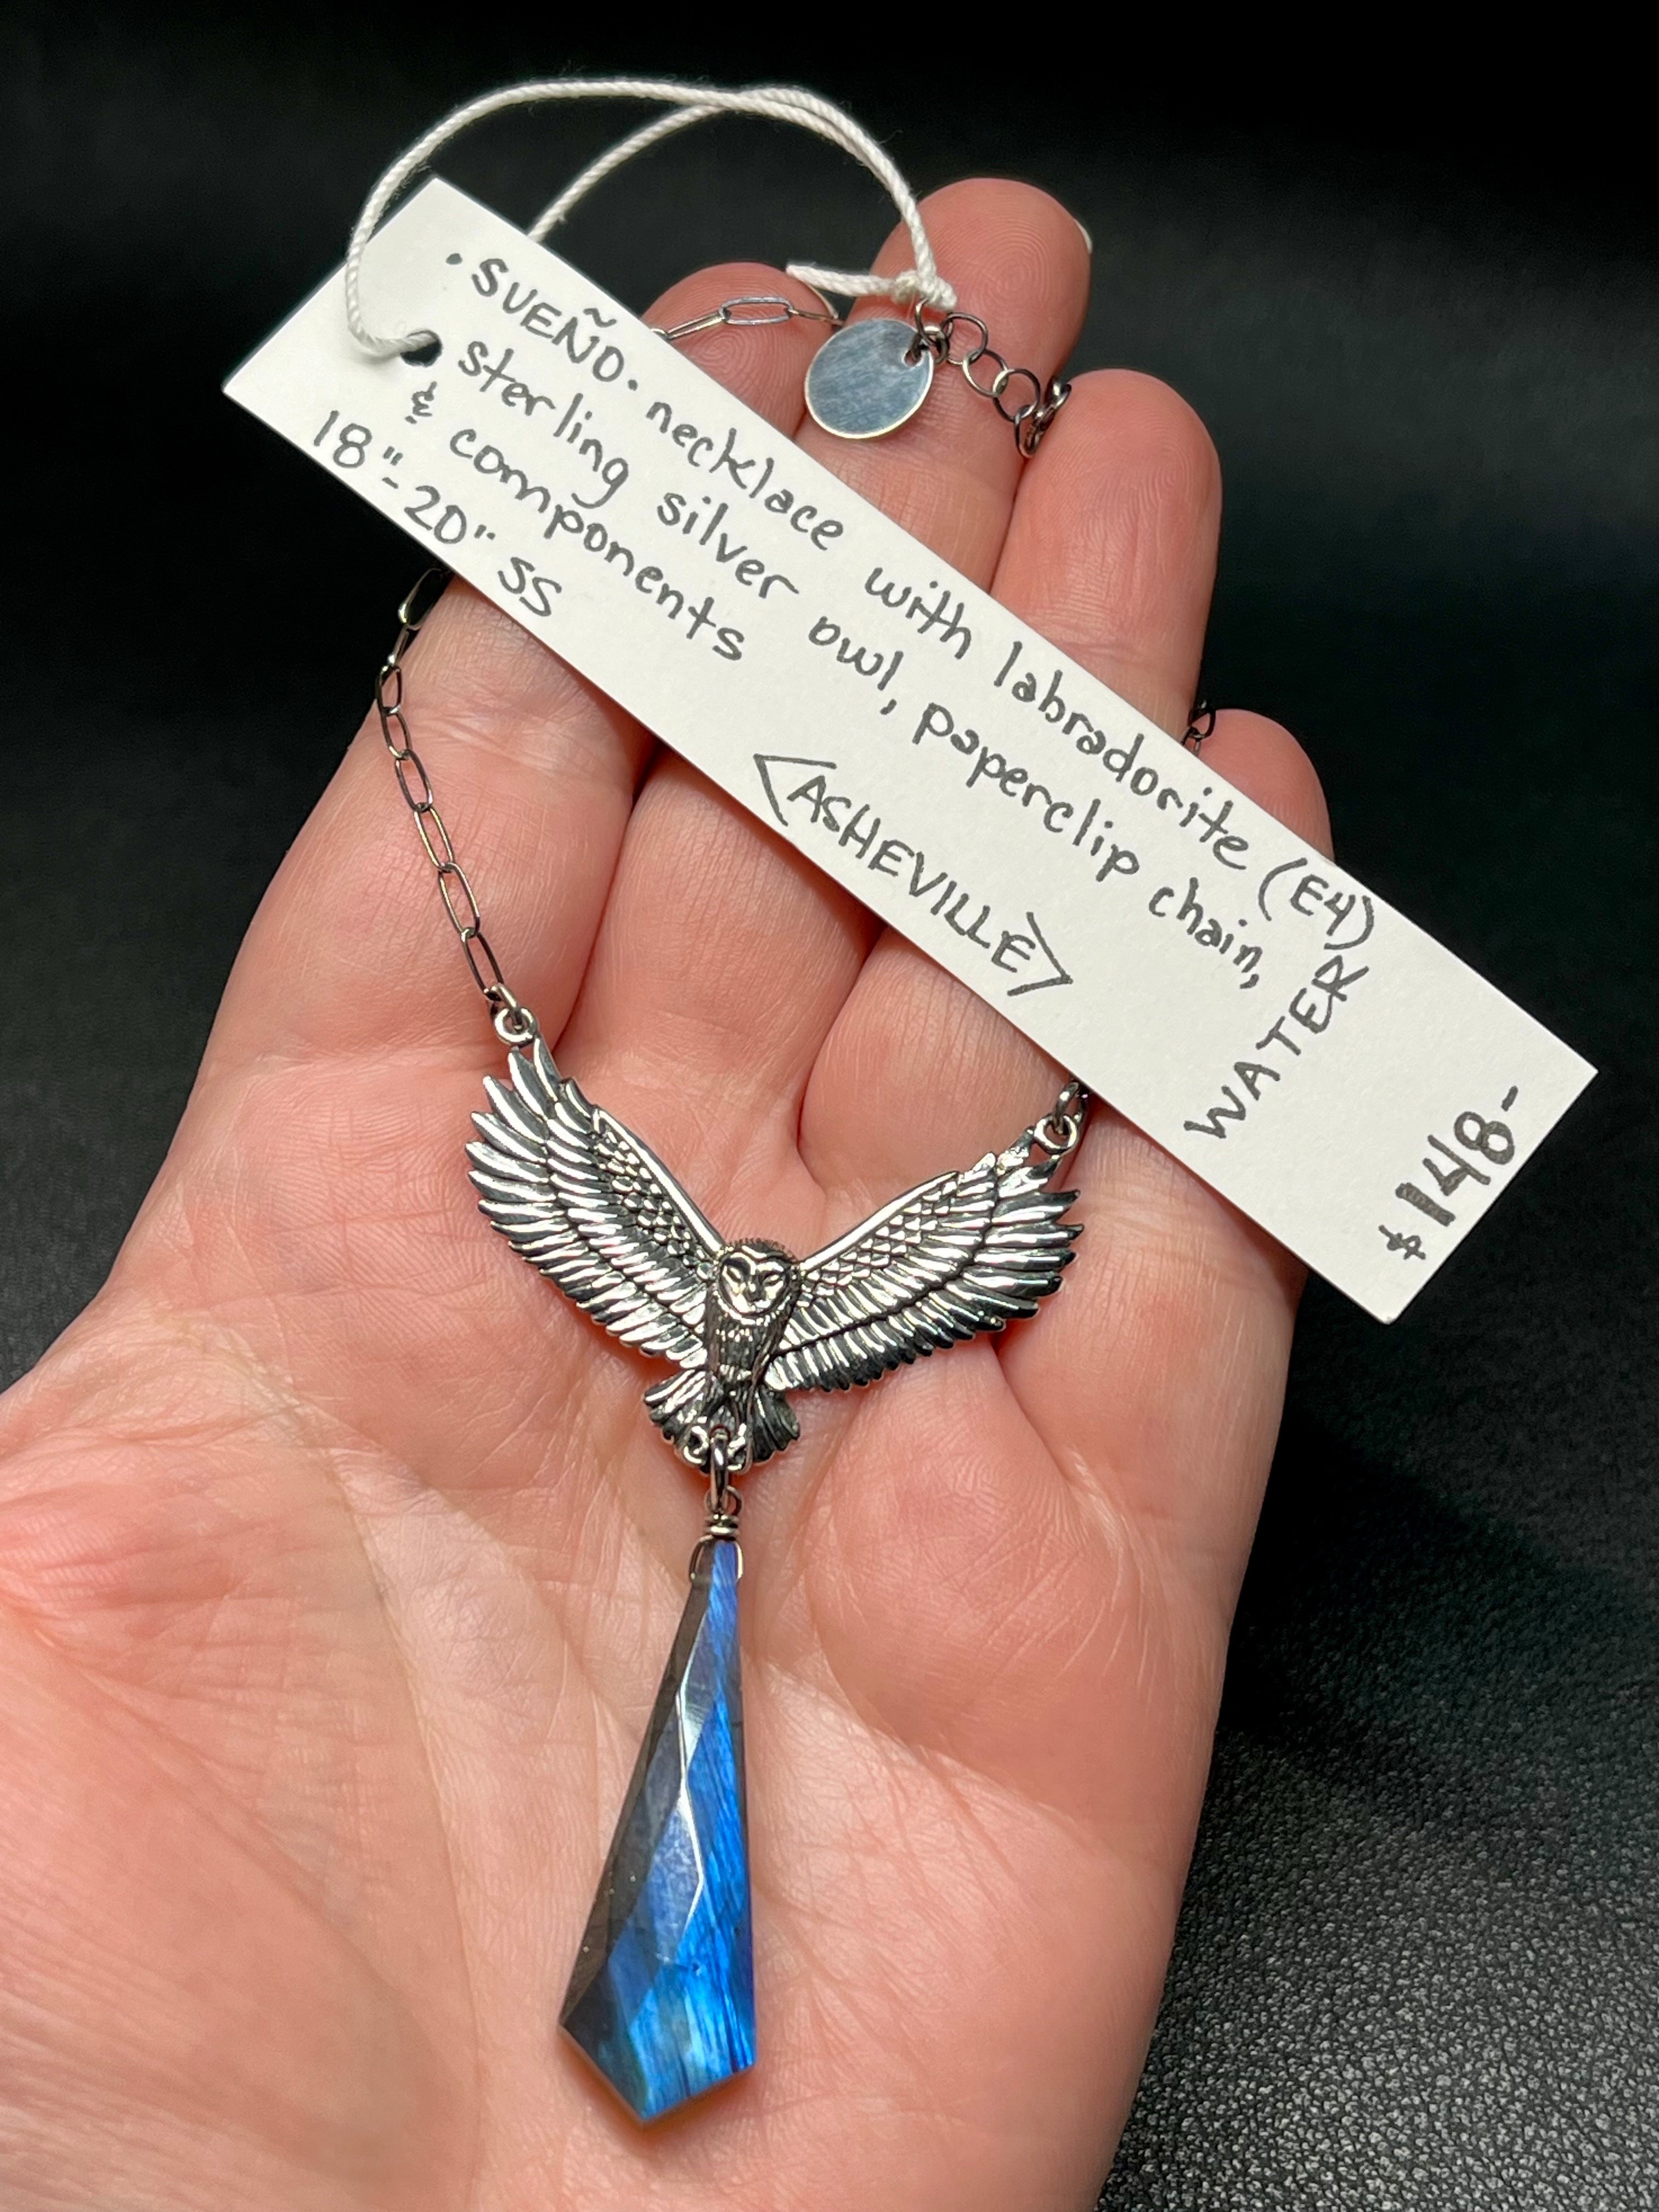 • SUEÑO • necklace with labradorite (E4)
sterling silver owl, paperclip chain,
& components
18"-20" SS
<ASHEVILLE>
WATER
$148-